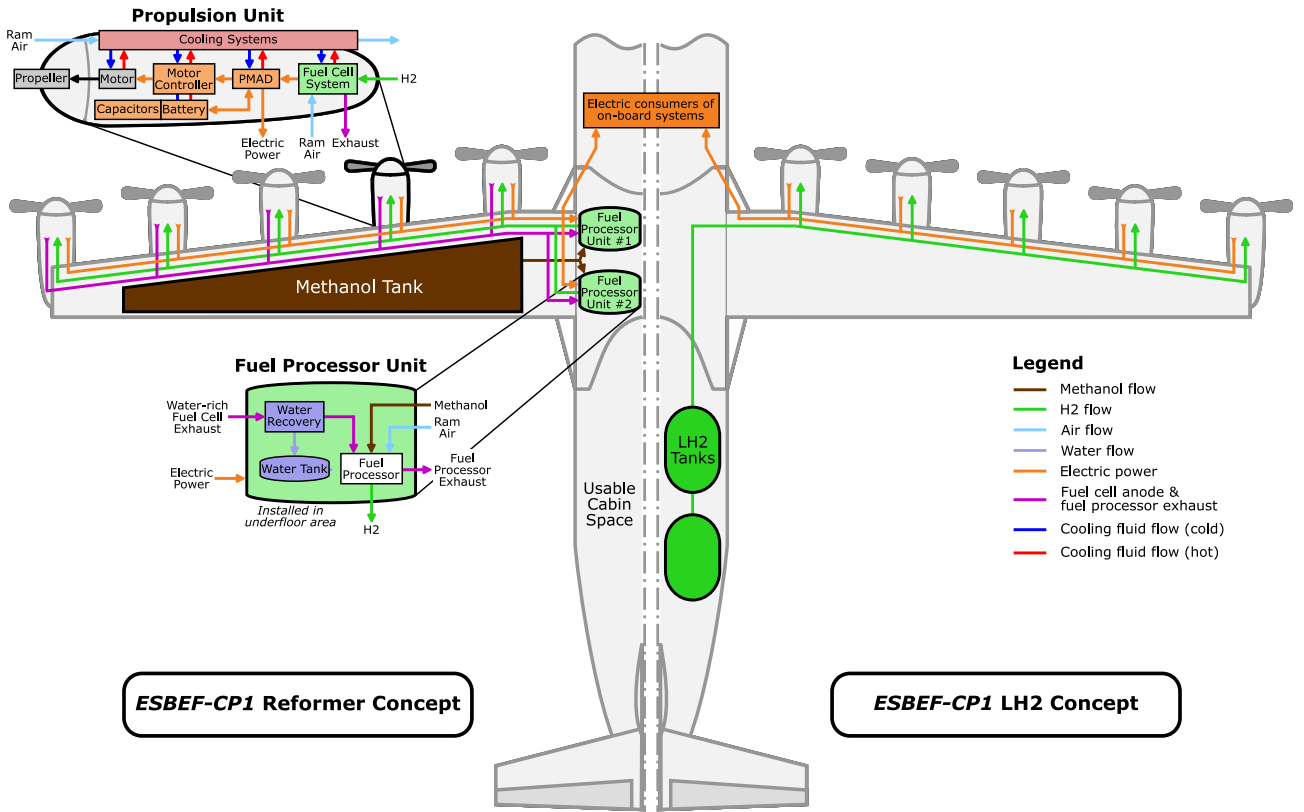 Propulsion Unit
Ram
Air
Cooling Systems
Propeller
Motor
Motor
Controller
PMAD
Fuel Cell
System
H2
Capacitors
Battery
Electric
Power
Ram
Air
Exhaust
Electric consumers of
on-board systems
Fuel
Processor
Unit #1
Fuel
Processor
Unit #2
Methanol Tank
Fuel Processor Unit
Water-rich
Fuel Cell
Exhaust
Water
Recovery
Methanol
Ram
Air
Water Tank
Fuel
Processor
Fuel
Processor
Exhaust
Electric
Power
Installed in
underfloor area
H2
Usable
Cabin
Space
LH2
Tanks
Legend
Methanol flow
H2 flow
Air flow
Water flow
Electric power
Fuel cell anode &
fuel processor exhaust
Cooling fluid flow (cold)
Cooling fluid flow (hot)
ESBEF-CP1 Reformer Concept
ESBEF-CP1 LH2 Concept